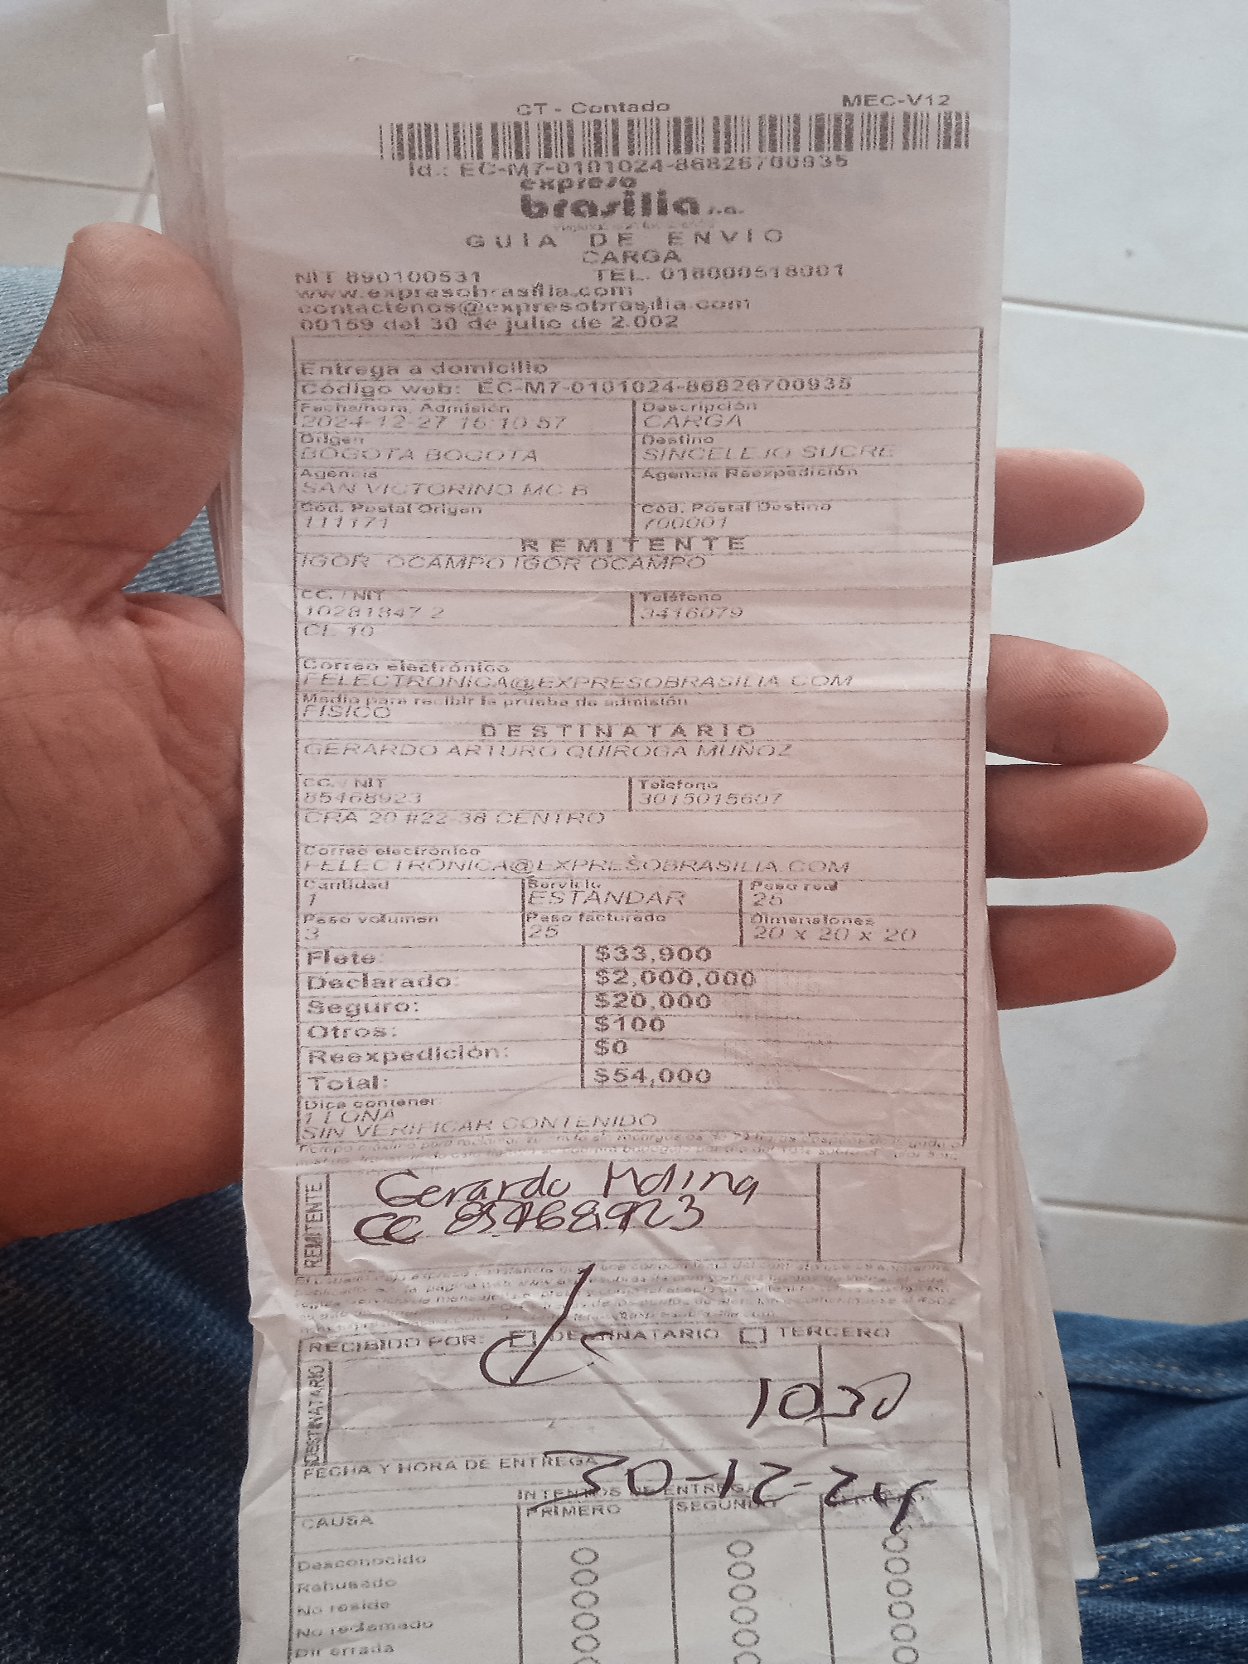 CT - Contado MEC-V12
Id.: EC-M7-0101024-86826700935
expreso
brasilia s.a.
GUIA DE ENVIO
CARGA
NIT 890100531 TEL. 018000518001
www.expresobrasilia.com
contactenos@expresobrasilia.com
00159 del 30 de julio de 2.002
Entrega a domicilio
Código web: EC-M7-0101024-86826700935
Fecha/hora, Admisión Descripción
2024-12-27 16:10:57 CARGA
Origen Destino
BOGOTA BOGOTA SINCELEJO SUCRE
Agencia Agencia Reexpedición
SAN VICTORINO MC B
Cód. Postal Origen Cód. Postal Destino
111171 700001
REMITENTE
IGOR OCAMPO IGOR OCAMPO
CC. / NIT Teléfono
10281847 2 3416079
CL 10
Correo electrónico
FELECTRONICA@EXPRESOBRASILIA.COM
Medio para recibir la prueba de admisión
FISICO
DESTINATARIO
GERARDO ARTURO QUIROGA MUÑOZ
CC. / NIT Teléfono
85468923 3015015607
CRA 20 #22-38 CENTRO
Correo electrónico
FELECTRONICA@EXPRESOBRASILIA.COM
Cantidad Servicio Peso real
1 ESTANDAR 25
Peso volumen Peso facturado Dimensiones
3 25 20 x 20 x 20
Flete: $33,900
Declarado: $2,000,000
Seguro: $20,000
Otros: $100
Reexpedición: $0
Total: $54,000
Dice contener:
1 LONA
SIN VERIFICAR CONTENIDO
REMITENTE
Gerardo Molina
CC 85468.923
RECIBIDO POR: DESTINATARIO TERCERO
DESTINATARIO
1030
FECHA Y HORA DE ENTREGA
30-12-24
INTENTOS DE ENTREGA
CAUSA PRIMERO SEGUNDO
Desconocido
Rehusado
No reside
No reclamado
Dir errada